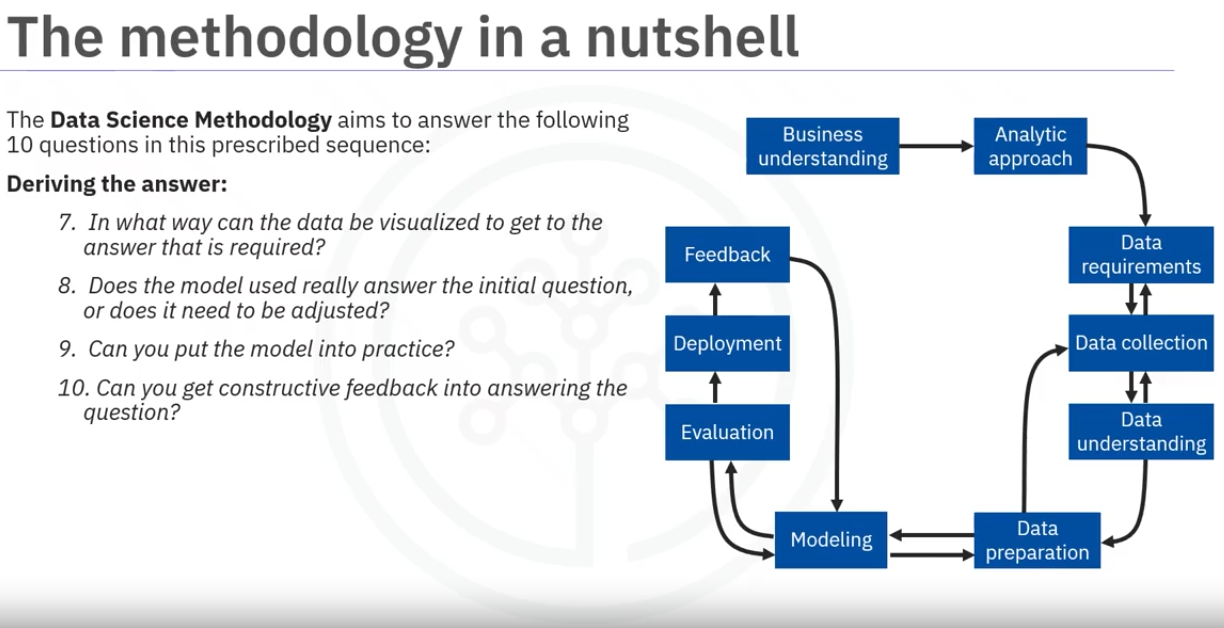 The methodology in a nutshell
The Data Science Methodology aims to answer the following
10 questions in this prescribed sequence:
Deriving the answer:
7. In what way can the data be visualized to get to the
answer that is required?
8. Does the model used really answer the initial question,
or does it need to be adjusted?
9. Can you put the model into practice?
10. Can you get constructive feedback into answering the
question?
Business
understanding
Analytic
approach
Data
requirements
Data collection
Data
understanding
Data
preparation
Modeling
Evaluation
Deployment
Feedback